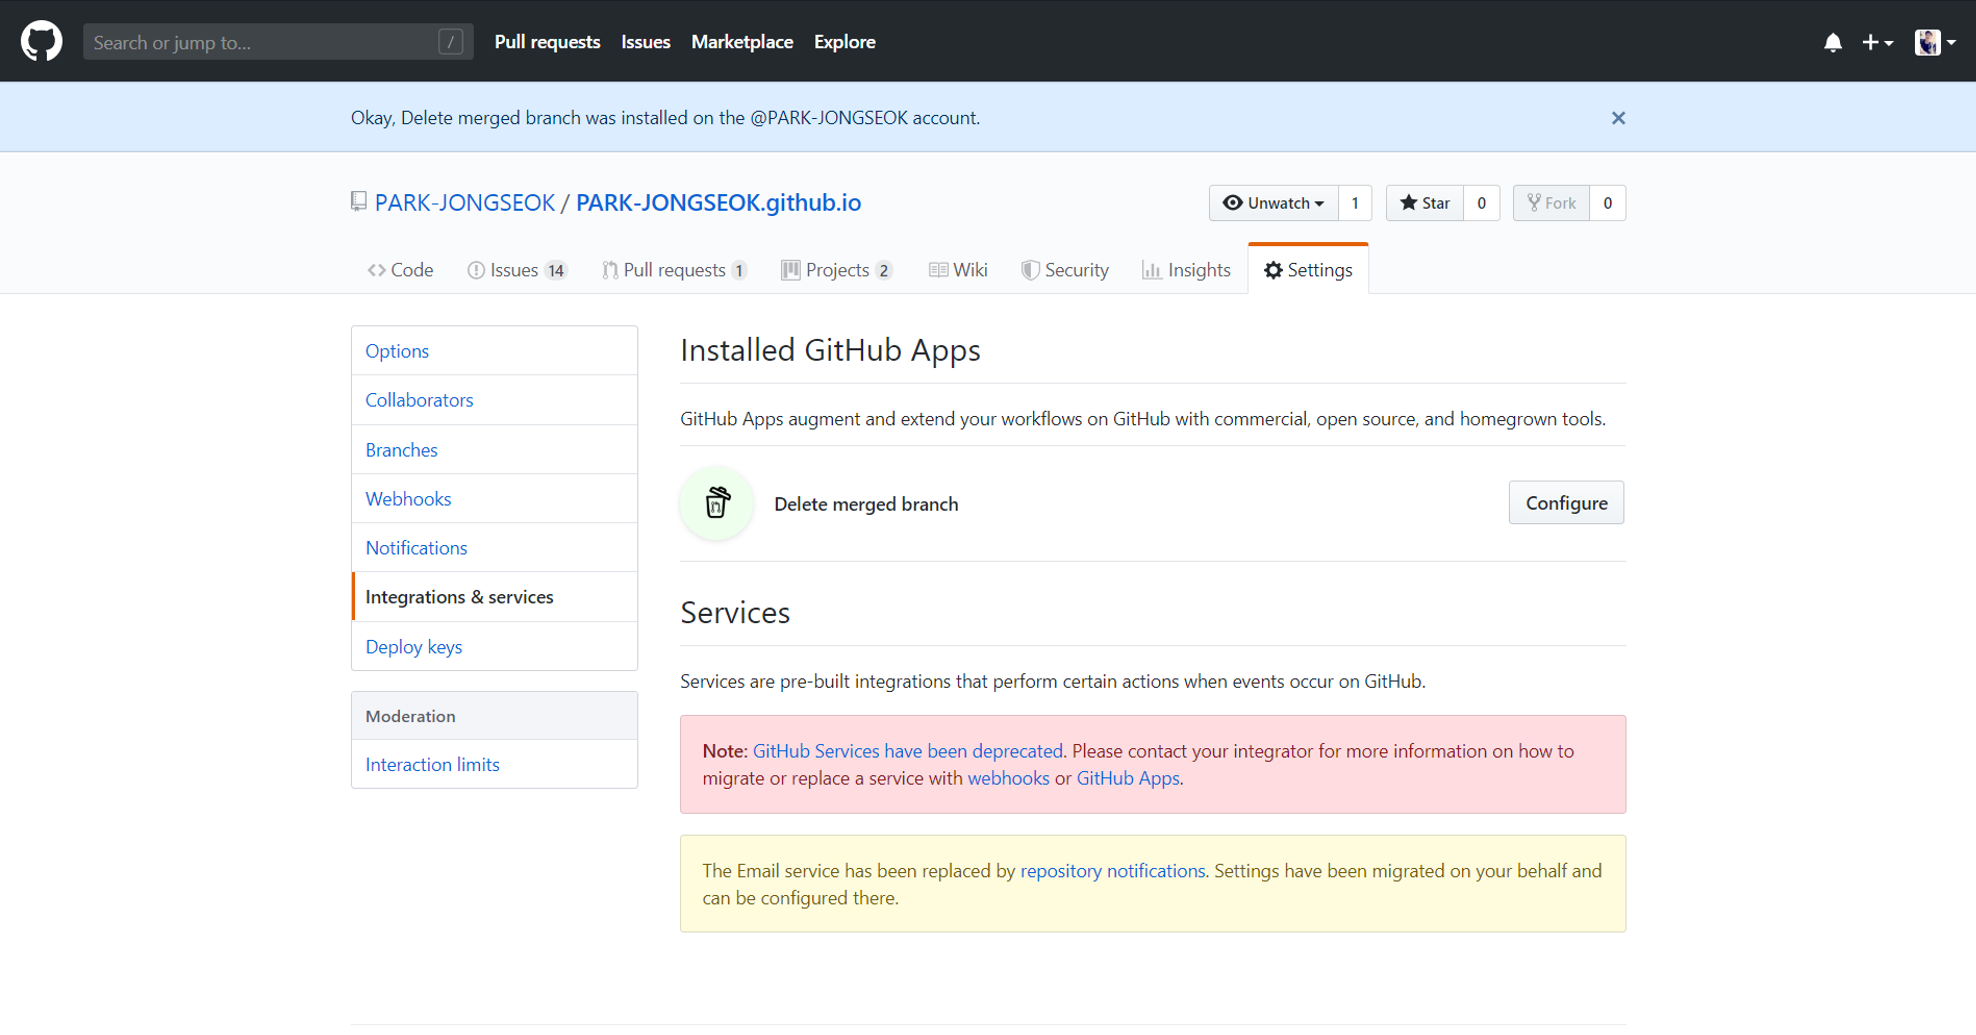 Search or jump to... /
Pull requests Issues Marketplace Explore
Okay, Delete merged branch was installed on the @PARK-JONGSEOK account.
PARK-JONGSEOK / PARK-JONGSEOK.github.io
Unwatch 1 Star 0 Fork 0
Code Issues 14 Pull requests 1 Projects 2 Wiki Security Insights Settings
Options
Collaborators
Branches
Webhooks
Notifications
Integrations & services
Deploy keys
Moderation
Interaction limits
Installed GitHub Apps
GitHub Apps augment and extend your workflows on GitHub with commercial, open source, and homegrown tools.
Delete merged branch
Configure
Services
Services are pre-built integrations that perform certain actions when events occur on GitHub.
Note: GitHub Services have been deprecated. Please contact your integrator for more information on how to
migrate or replace a service with webhooks or GitHub Apps.
The Email service has been replaced by repository notifications. Settings have been migrated on your behalf and
can be configured there.